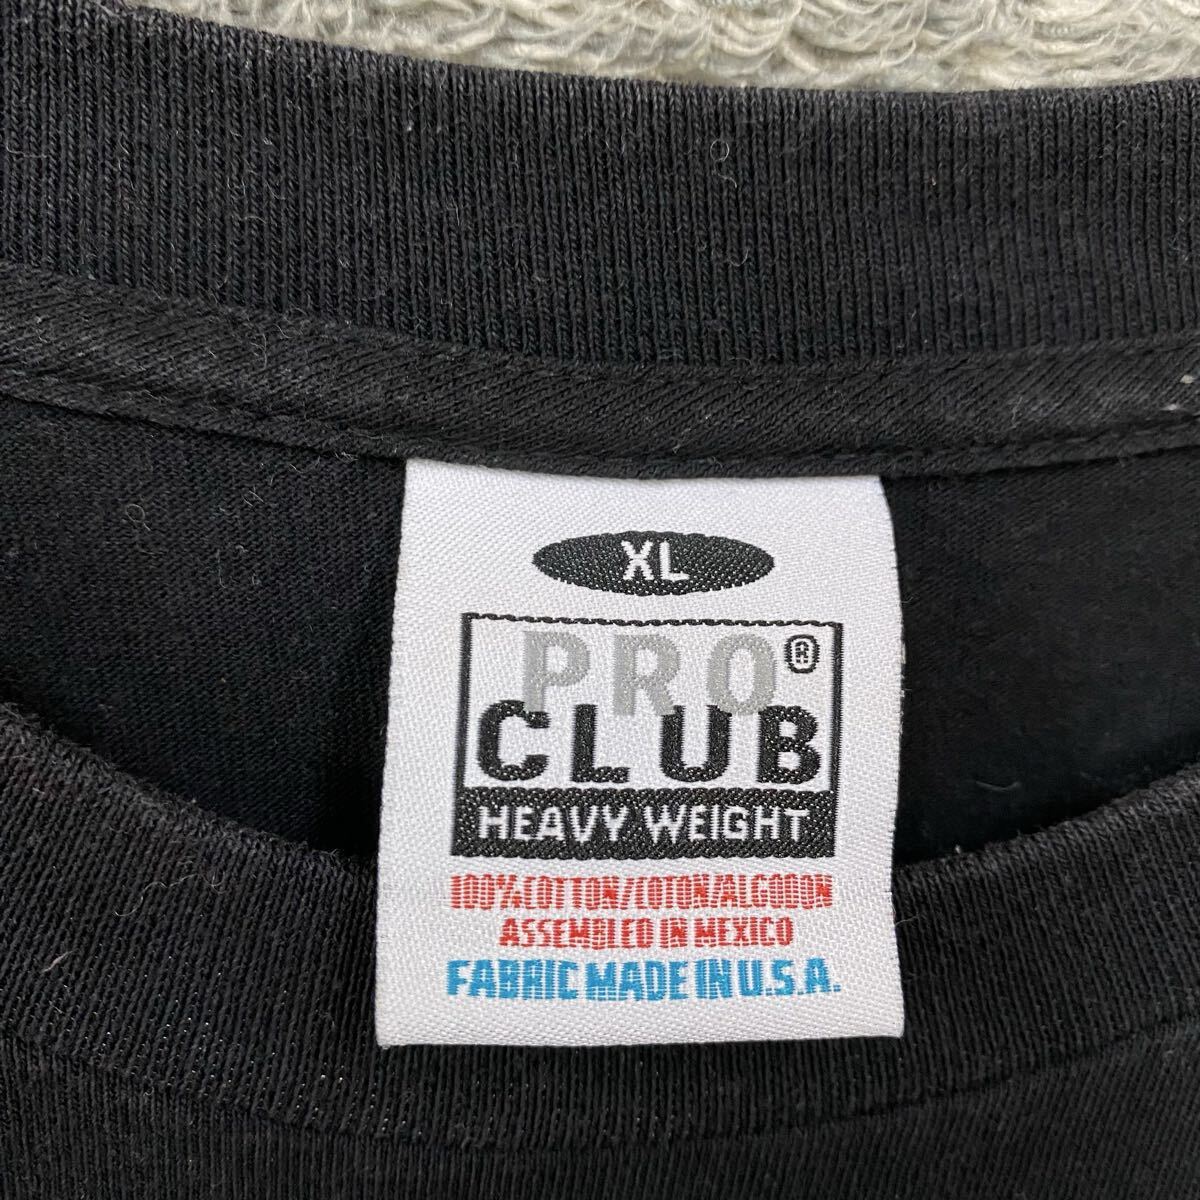 XL
PRO®
CLUB
HEAVY WEIGHT
100%COTTON/COTON/ALGODON
ASSEMBLED IN MEXICO
FABRIC MADE IN U.S.A.